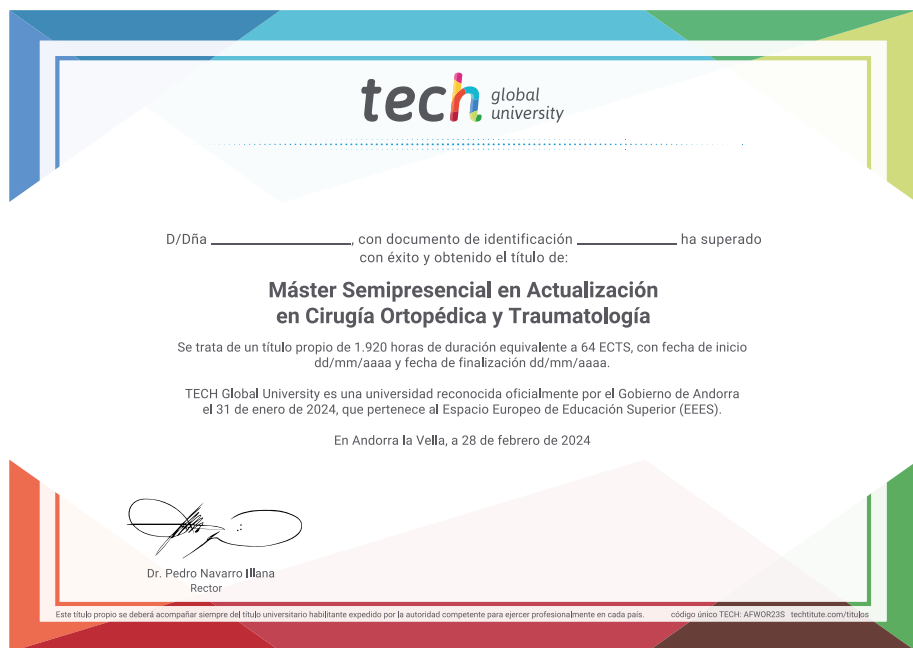 tech global university
D/Dña ____________________, con documento de identificación ______________ ha superado
con éxito y obtenido el título de:
Máster Semipresencial en Actualización
en Cirugía Ortopédica y Traumatología
Se trata de un título propio de 1.920 horas de duración equivalente a 64 ECTS, con fecha de inicio
dd/mm/aaaa y fecha de finalización dd/mm/aaaa.
TECH Global University es una universidad reconocida oficialmente por el Gobierno de Andorra
el 31 de enero de 2024, que pertenece al Espacio Europeo de Educación Superior (EEES).
En Andorra la Vella, a 28 de febrero de 2024
Dr. Pedro Navarro Illana
Rector
Este título propio se deberá acompañar siempre del título universitario habilitante expedido por la autoridad competente para ejercer profesionalmente en cada país. código único TECH: AFWOR23S techtitute.com/titulos